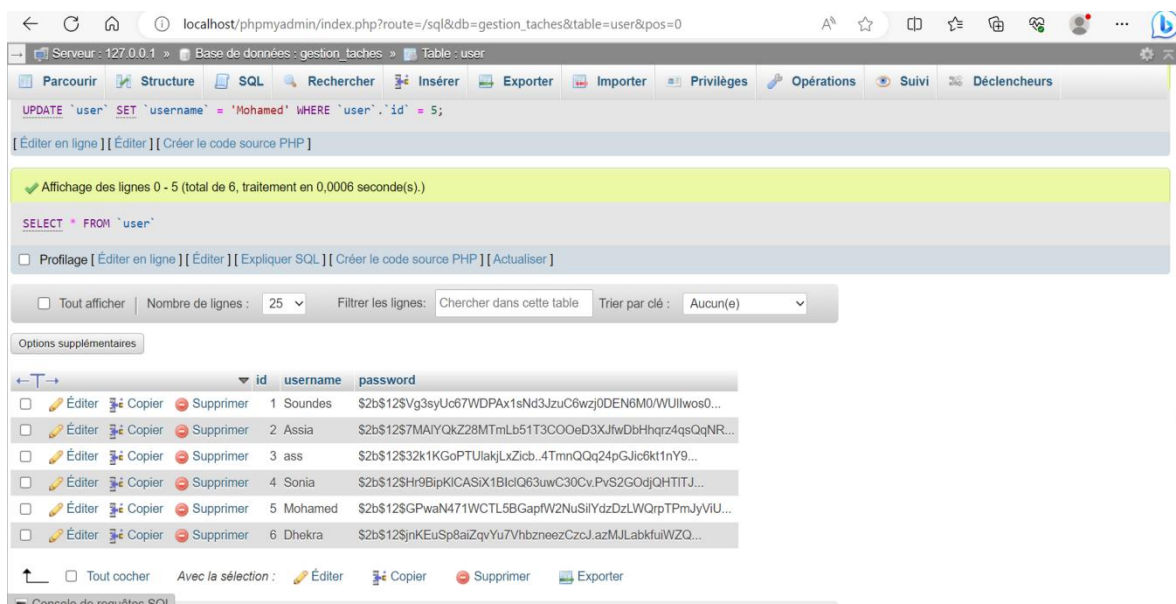 localhost/phpmyadmin/index.php?route=/sql&db=gestion_taches&table=user&pos=0
Serveur : 127.0.0.1 » Base de données : gestion_taches » Table : user
Parcourir Structure SQL Rechercher Insérer Exporter Importer Privilèges Opérations Suivi Déclencheurs
UPDATE `user` SET `username` = 'Mohamed' WHERE `user`.`id` = 5;
[ Éditer en ligne ] [ Éditer ] [ Créer le code source PHP ]
Affichage des lignes 0 - 5 (total de 6, traitement en 0,0006 seconde(s).)
SELECT * FROM `user`
Profilage [ Éditer en ligne ] [ Éditer ] [ Expliquer SQL ] [ Créer le code source PHP ] [ Actualiser ]
Tout afficher | Nombre de lignes : 25 Filtrer les lignes: Chercher dans cette table Trier par clé : Aucun(e)
Options supplémentaires
id username password
Éditer Copier Supprimer 1 Soundes $2b$12$Vg3syUc67WDPAx1sNd3JzuC6wzj0DEN6M0/WUIlwos0...
Éditer Copier Supprimer 2 Assia $2b$12$7MAlYQkZ28MTmLb51T3COOeD3XJfwDbHhqrz4qsQqNR...
Éditer Copier Supprimer 3 ass $2b$12$32k1KGoPTUlakjLxZicb..4TmnQQq24pGJic6kt1nY9...
Éditer Copier Supprimer 4 Sonia $2b$12$Hr9BipKlCASiX1BIclQ63uwC30Cv.PvS2GOdjQHTlTJ...
Éditer Copier Supprimer 5 Mohamed $2b$12$GPwaN471WCTL5BGapfW2NuSilYdzDzLWQrpTPmJyViU...
Éditer Copier Supprimer 6 Dhekra $2b$12$jnKEuSp8aiZqvYu7VhbzneezCzcJ.azMJLabkfuiWZQ...
Tout cocher Avec la sélection : Éditer Copier Supprimer Exporter
Console de requêtes SQL